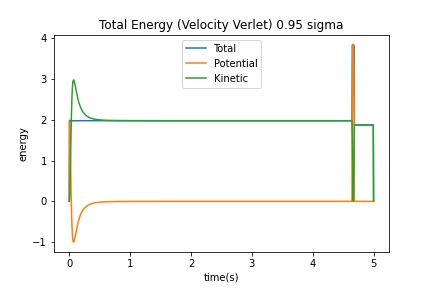 Total Energy (Velocity Verlet) 0.95 sigma
Total
Potential
Kinetic
4
3
2
1
0
−1
energy
0 1 2 3 4 5
time(s)